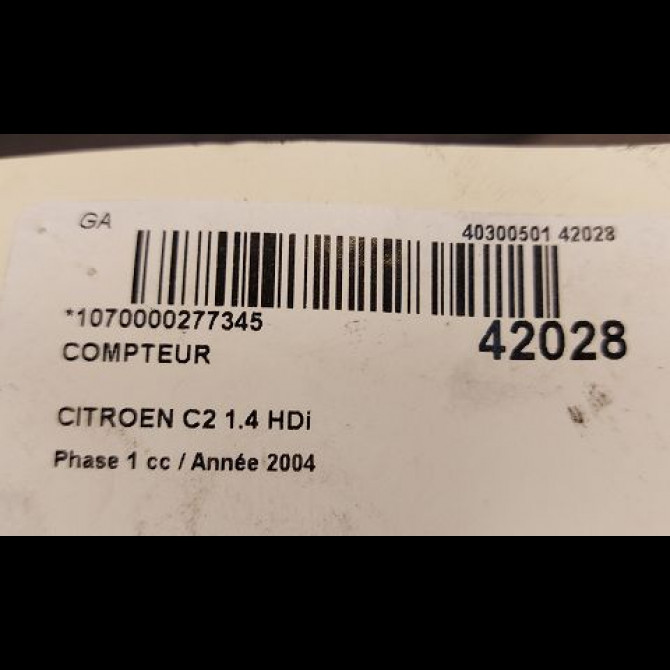 GA
40300501 42028
*1070000277345
42028
COMPTEUR
CITROEN C2 1.4 HDi
Phase 1 cc / Année 2004